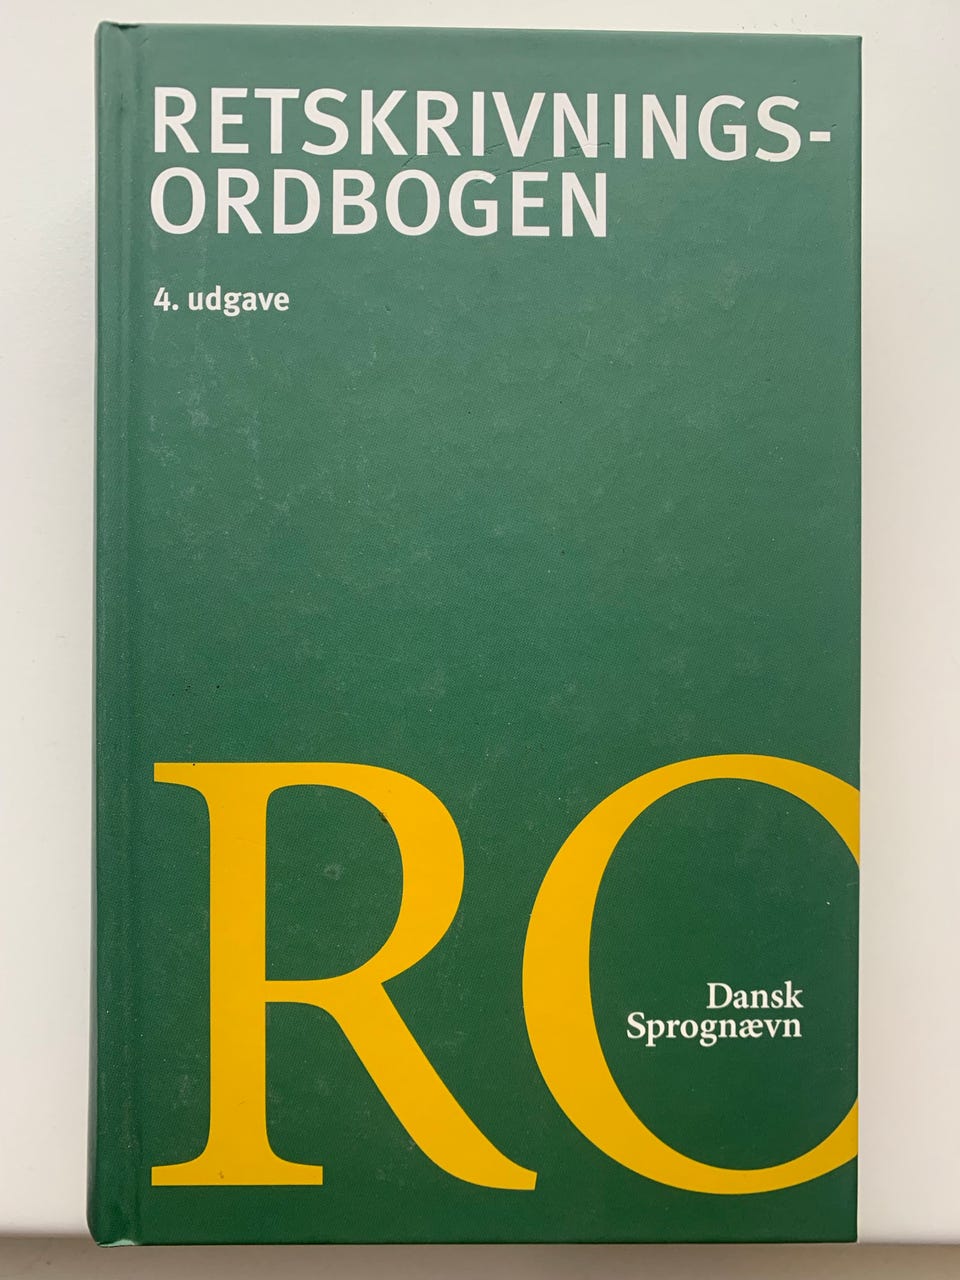 RETSKRIVNINGS-
ORDBOGEN
4. udgave
RO
Dansk
Sprognævn